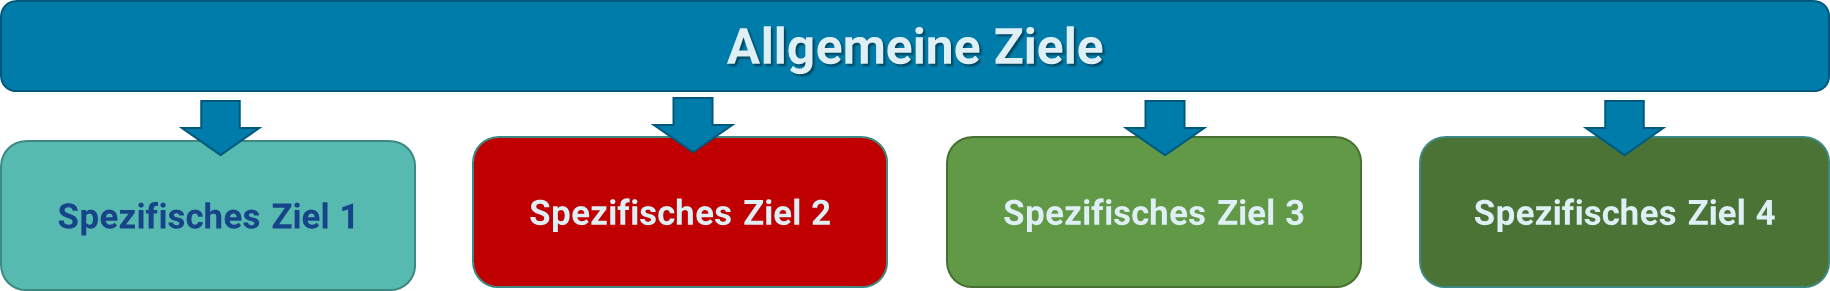 Allgemeine Ziele
Spezifisches Ziel 1
Spezifisches Ziel 2
Spezifisches Ziel 3
Spezifisches Ziel 4